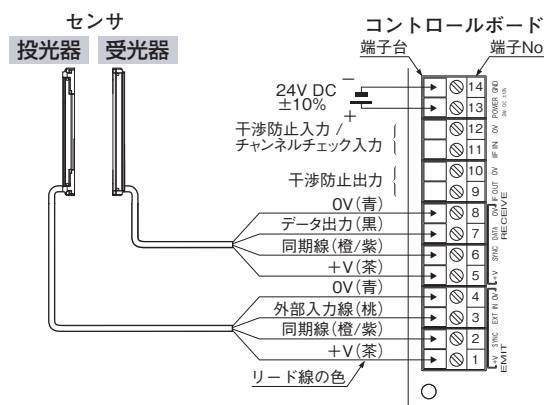 センサ
投光器 受光器
コントロールボード
端子台 端子No
24V DC
±10%
－
＋
干渉防止入力 /
チャンネルチェック入力
干渉防止出力
0V(青)
データ出力(黒)
同期線(橙/紫)
＋V(茶)
0V(青)
外部入力線(桃)
同期線(橙/紫)
＋V(茶)
リード線の色
14 GND
13 POWER
12 0V
11 IF IN
10 0V
9 IF OUT
8 0V
7 DATA
6 SYNC
5 +V
RECEIVE
4 0V
3 EXT IN
2 SYNC
1 +V
EMIT